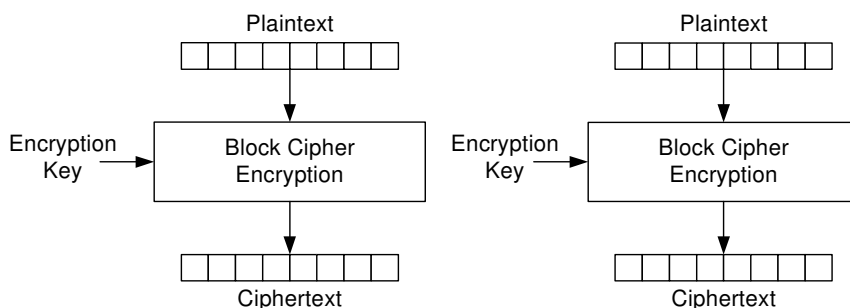 Plaintext
Encryption
Key
Block Cipher
Encryption
Ciphertext
Plaintext
Encryption
Key
Block Cipher
Encryption
Ciphertext